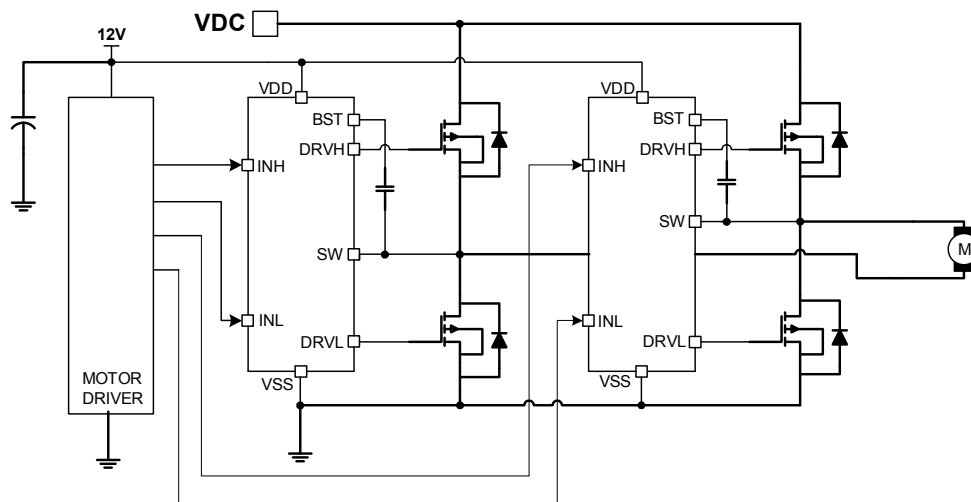 VDC
12V
VDD
VDD
BST
BST
DRVH
DRVH
INH
INH
SW
SW
M
INL
INL
DRVL
DRVL
MOTOR
DRIVER
VSS
VSS